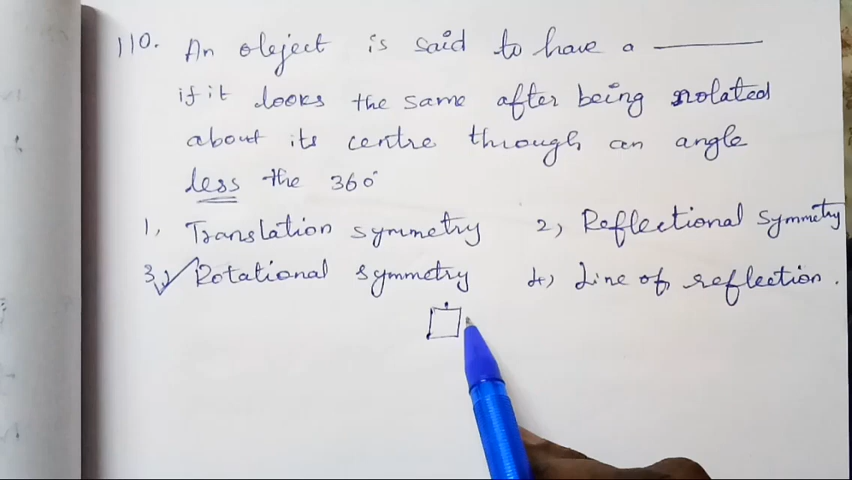 110. An object is said to have a ______
if it looks the same after being rotated
about its centre through an angle
less the 360°
1, Translation symmetry 2, Reflectional symmetry
3, Rotational symmetry 4, Line of reflection.